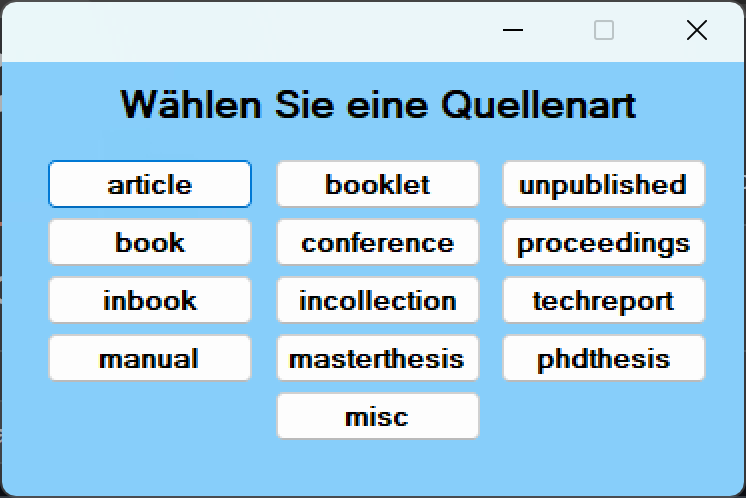 Wählen Sie eine Quellenart
article booklet unpublished
book conference proceedings
inbook incollection techreport
manual masterthesis phdthesis
misc